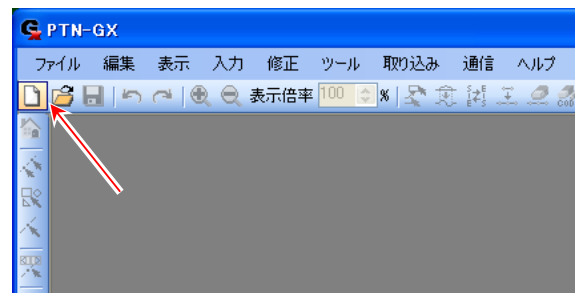 PTN-GX
ファイル 編集 表示 入力 修正 ツール 取り込み 通信 ヘルプ
表示倍率 100 %